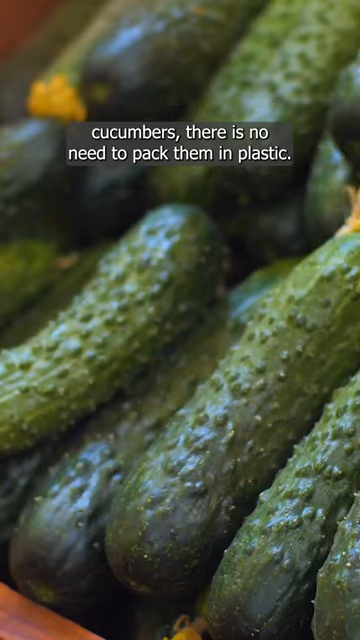 cucumbers, there is no
need to pack them in plastic.